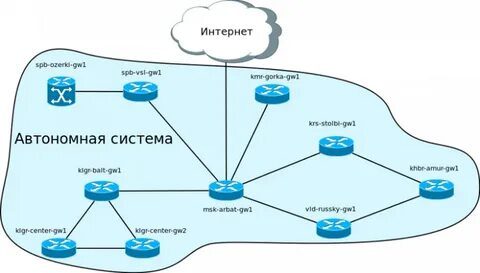 Интернет
spb-ozerki-gw1
spb-vsl-gw1
kmr-gorka-gw1
krs-stolbi-gw1
Автономная система
klgr-balt-gw1
khbr-amur-gw1
msk-arbat-gw1
vld-russky-gw1
klgr-center-gw1
klgr-center-gw2